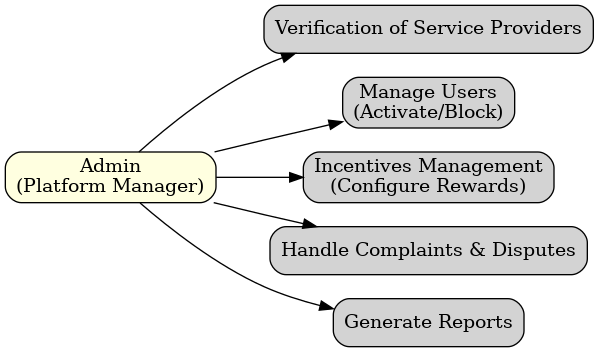 Verification of Service Providers
Manage Users
(Activate/Block)
Admin
(Platform Manager)
Incentives Management
(Configure Rewards)
Handle Complaints & Disputes
Generate Reports